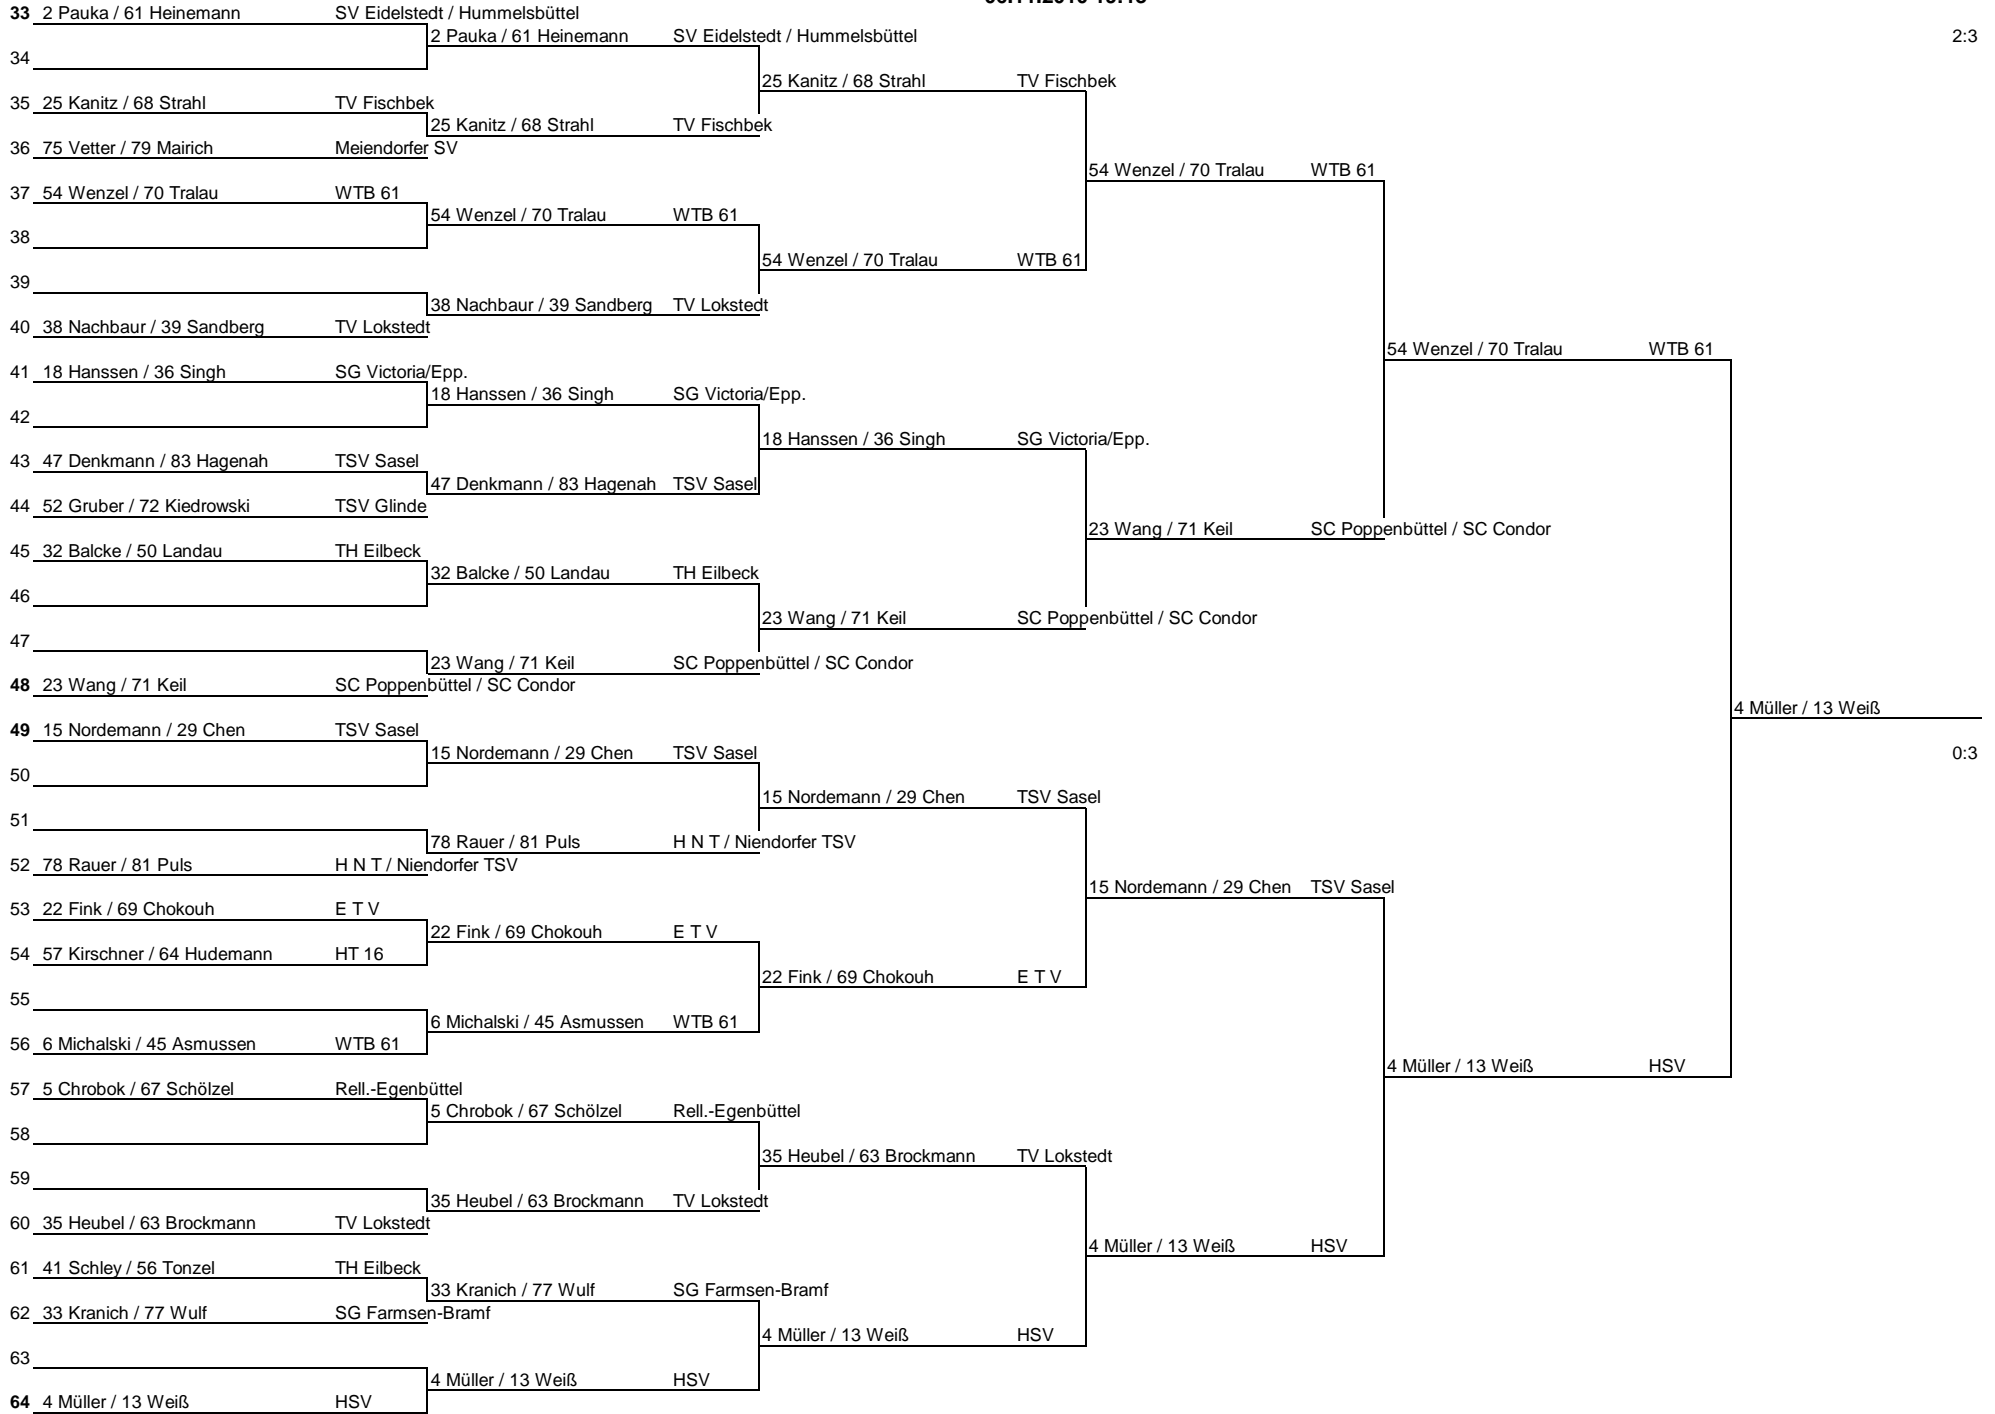 33 2 Pauka / 61 Heinemann SV Eidelstedt / Hummelsbüttel
2 Pauka / 61 Heinemann SV Eidelstedt / Hummelsbüttel 2:3
34
25 Kanitz / 68 Strahl TV Fischbek
35 25 Kanitz / 68 Strahl TV Fischbek
25 Kanitz / 68 Strahl TV Fischbek
36 75 Vetter / 79 Mairich Meiendorfer SV
54 Wenzel / 70 Tralau WTB 61
37 54 Wenzel / 70 Tralau WTB 61
54 Wenzel / 70 Tralau WTB 61
38
54 Wenzel / 70 Tralau WTB 61
39
38 Nachbaur / 39 Sandberg TV Lokstedt
40 38 Nachbaur / 39 Sandberg TV Lokstedt
54 Wenzel / 70 Tralau WTB 61
41 18 Hanssen / 36 Singh SG Victoria/Epp.
18 Hanssen / 36 Singh SG Victoria/Epp.
42
18 Hanssen / 36 Singh SG Victoria/Epp.
43 47 Denkmann / 83 Hagenah TSV Sasel
47 Denkmann / 83 Hagenah TSV Sasel
44 52 Gruber / 72 Kiedrowski TSV Glinde
23 Wang / 71 Keil SC Poppenbüttel / SC Condor
45 32 Balcke / 50 Landau TH Eilbeck
32 Balcke / 50 Landau TH Eilbeck
46
23 Wang / 71 Keil SC Poppenbüttel / SC Condor
47
23 Wang / 71 Keil SC Poppenbüttel / SC Condor
48 23 Wang / 71 Keil SC Poppenbüttel / SC Condor
4 Müller / 13 Weiß
49 15 Nordemann / 29 Chen TSV Sasel
15 Nordemann / 29 Chen TSV Sasel 0:3
50
15 Nordemann / 29 Chen TSV Sasel
51
78 Rauer / 81 Puls H N T / Niendorfer TSV
52 78 Rauer / 81 Puls H N T / Niendorfer TSV
15 Nordemann / 29 Chen TSV Sasel
53 22 Fink / 69 Chokouh E T V
22 Fink / 69 Chokouh E T V
54 57 Kirschner / 64 Hudemann HT 16
22 Fink / 69 Chokouh E T V
55
6 Michalski / 45 Asmussen WTB 61
56 6 Michalski / 45 Asmussen WTB 61
4 Müller / 13 Weiß HSV
57 5 Chrobok / 67 Schölzel Rell.-Egenbüttel
5 Chrobok / 67 Schölzel Rell.-Egenbüttel
58
35 Heubel / 63 Brockmann TV Lokstedt
59
35 Heubel / 63 Brockmann TV Lokstedt
60 35 Heubel / 63 Brockmann TV Lokstedt
4 Müller / 13 Weiß HSV
61 41 Schley / 56 Tonzel TH Eilbeck
33 Kranich / 77 Wulf SG Farmsen-Bramf
62 33 Kranich / 77 Wulf SG Farmsen-Bramf
4 Müller / 13 Weiß HSV
63
4 Müller / 13 Weiß HSV
64 4 Müller / 13 Weiß HSV